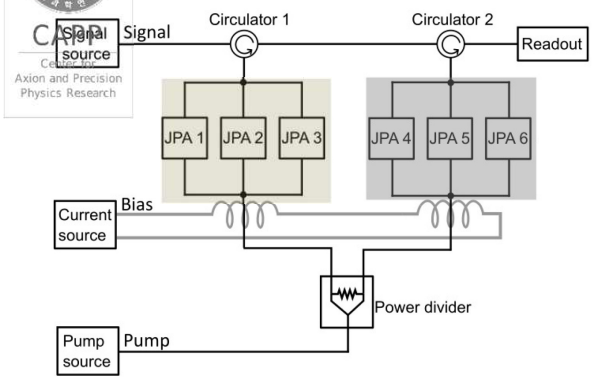 Circulator 1
Circulator 2
CAPP
Signal
source
Signal
Readout
Center for
Axion and Precision
Physics Research
JPA 1
JPA 2
JPA 3
JPA 4
JPA 5
JPA 6
Bias
Current
source
Power divider
Pump
source
Pump